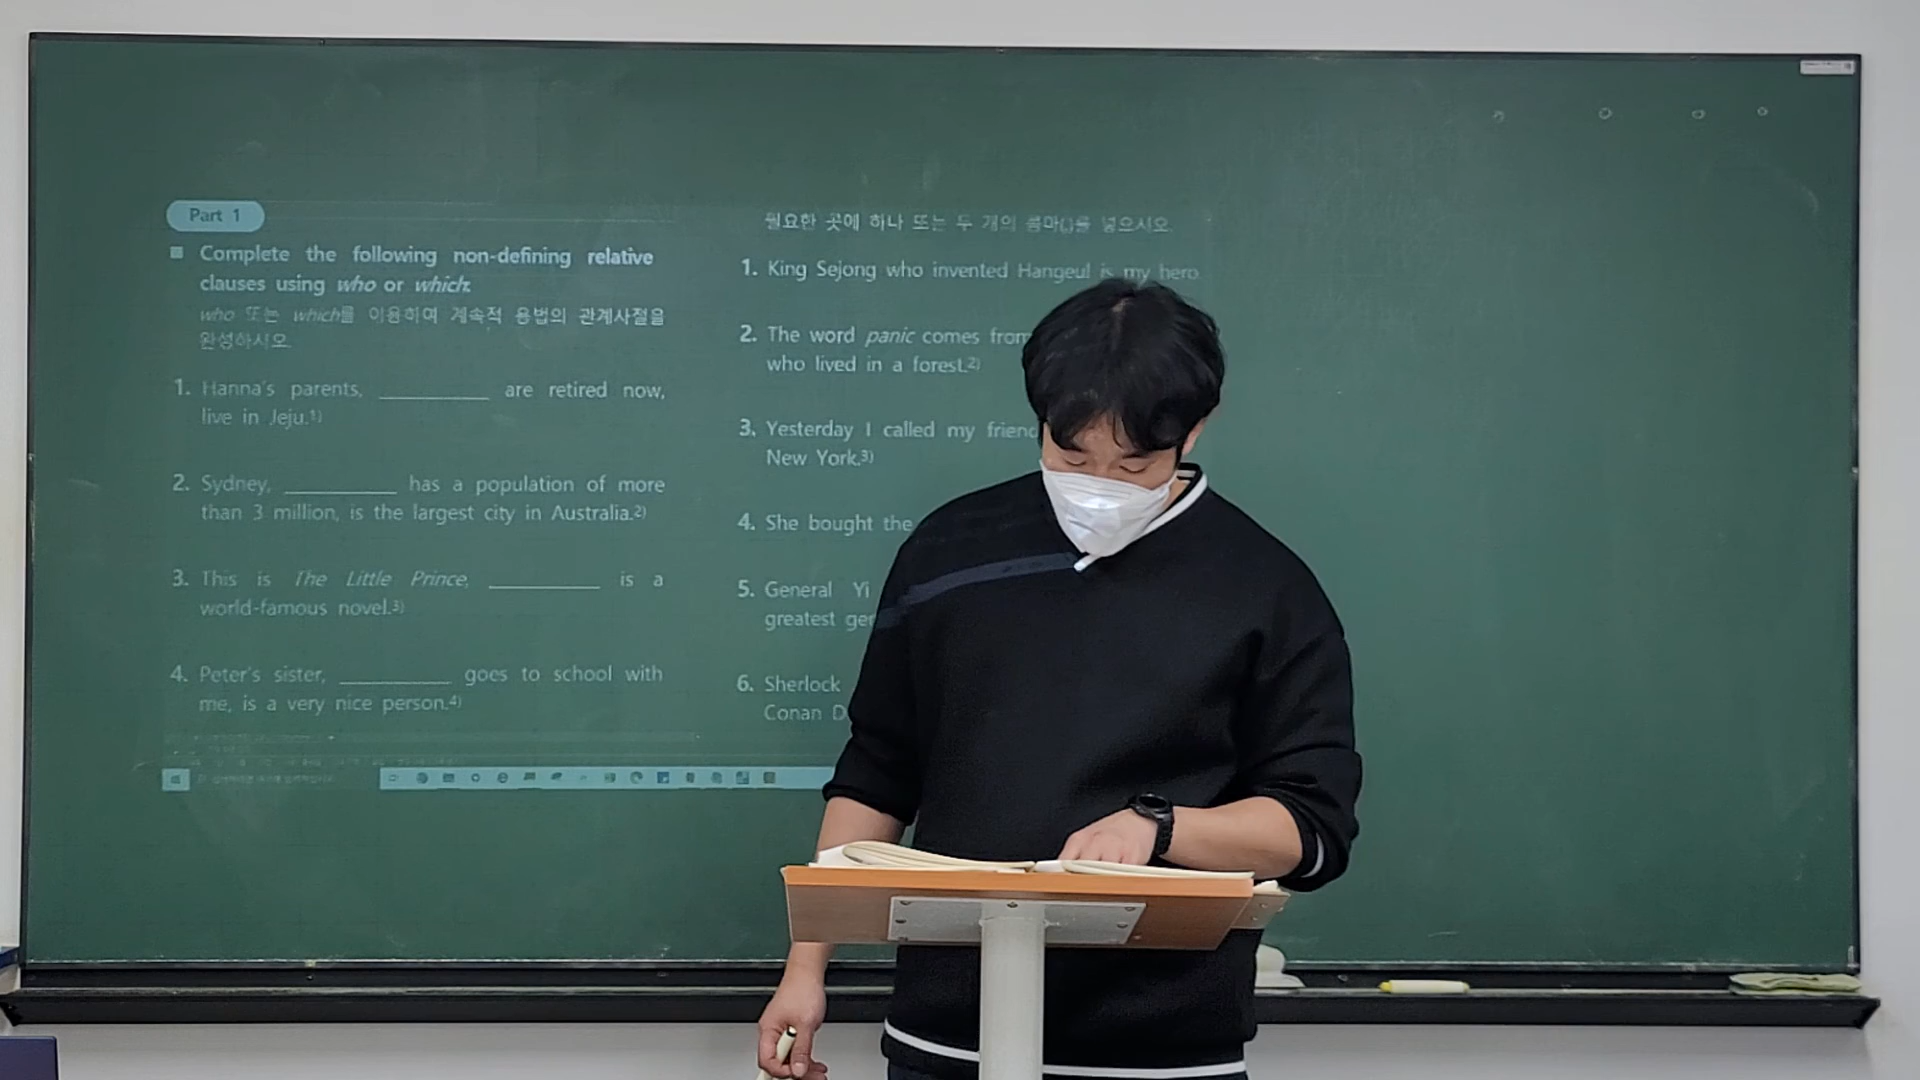 Part 1
Complete the following non-defining relative
clauses using who or which.
who 또는 which를 이용하여 계속적 용법의 관계사절을
완성하시오.
1. Hanna's parents, __________ are retired now,
live in Jeju.1)
2. Sydney, __________ has a population of more
than 3 million, is the largest city in Australia.2)
3. This is The Little Prince, __________ is a
world-famous novel.3)
4. Peter's sister, __________ goes to school with
me, is a very nice person.4)
필요한 곳에 하나 또는 두 개의 콤마(,)를 넣으시오.
1. King Sejong who invented Hangeul is my hero.
2. The word panic comes from
who lived in a forest.2)
3. Yesterday I called my friend
New York.3)
4. She bought the
5. General Yi
greatest ger
6. Sherlock
Conan D